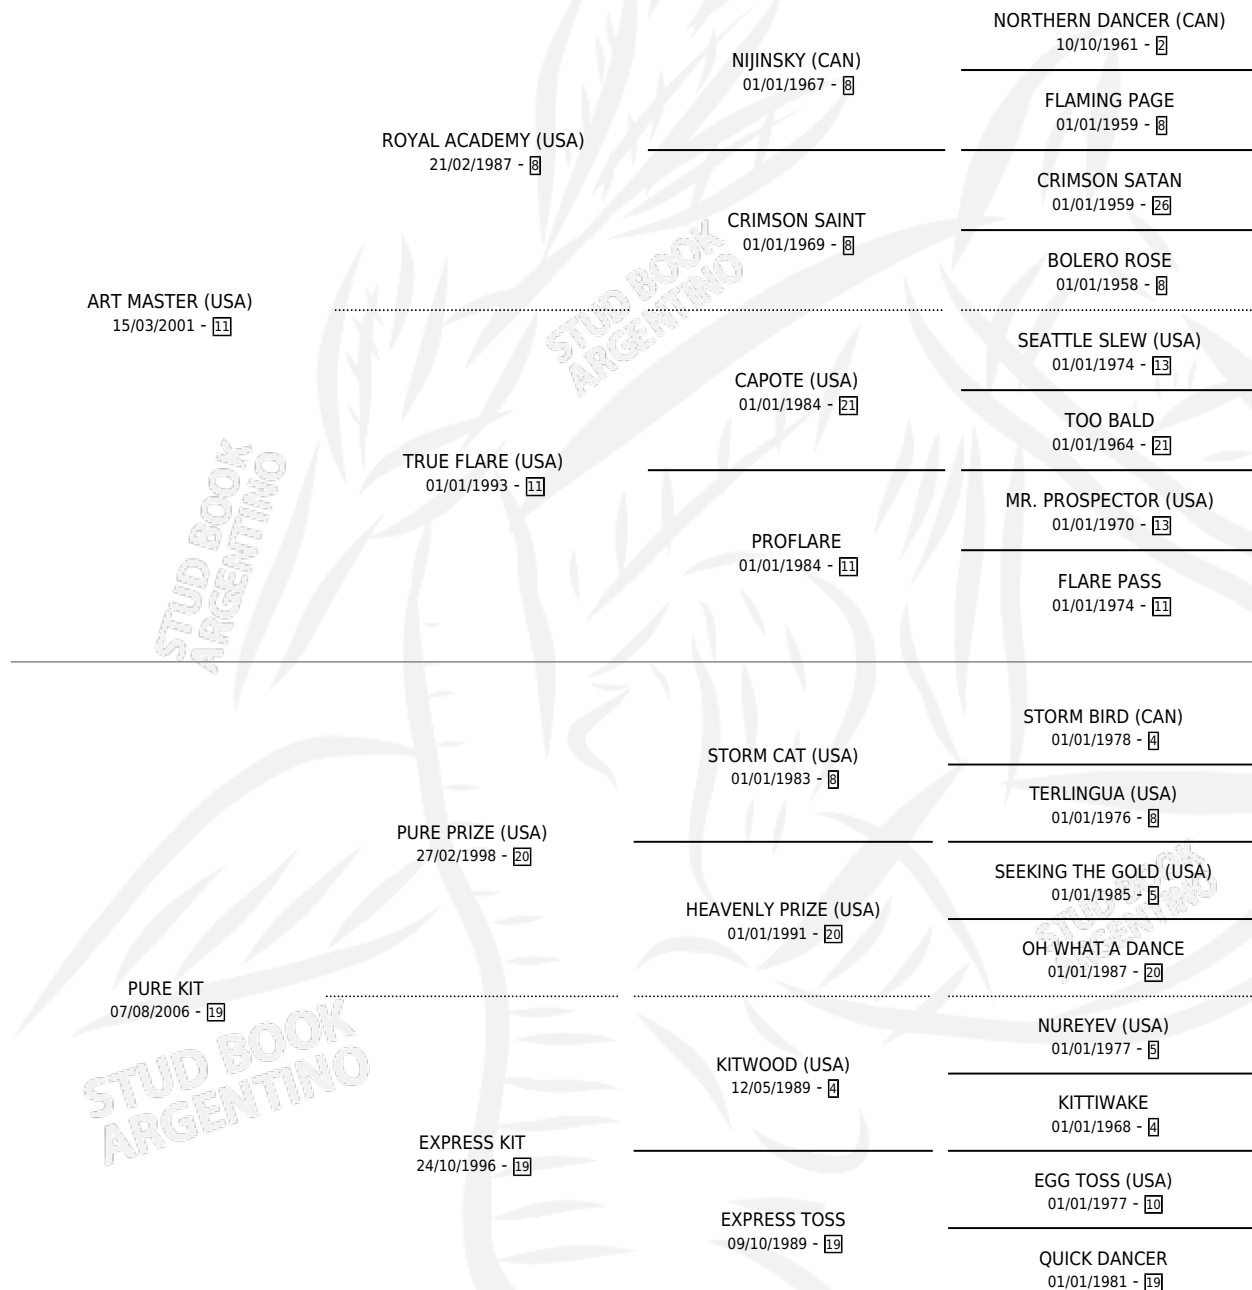 NORTHERN DANCER (CAN)
10/10/1961 - 2
NIJINSKY (CAN)
01/01/1967 - 8
FLAMING PAGE
01/01/1959 - 8
ROYAL ACADEMY (USA)
21/02/1987 - 8
CRIMSON SATAN
01/01/1959 - 26
CRIMSON SAINT
01/01/1969 - 8
BOLERO ROSE
01/01/1958 - 8
ART MASTER (USA)
15/03/2001 - 11
SEATTLE SLEW (USA)
01/01/1974 - 13
CAPOTE (USA)
01/01/1984 - 21
TOO BALD
01/01/1964 - 21
TRUE FLARE (USA)
01/01/1993 - 11
MR. PROSPECTOR (USA)
01/01/1970 - 13
PROFLARE
01/01/1984 - 11
FLARE PASS
01/01/1974 - 11
STORM BIRD (CAN)
01/01/1978 - 4
STORM CAT (USA)
01/01/1983 - 8
TERLINGUA (USA)
01/01/1976 - 8
PURE PRIZE (USA)
27/02/1998 - 20
SEEKING THE GOLD (USA)
01/01/1985 - 5
HEAVENLY PRIZE (USA)
01/01/1991 - 20
OH WHAT A DANCE
01/01/1987 - 20
PURE KIT
07/08/2006 - 19
NUREYEV (USA)
01/01/1977 - 5
KITWOOD (USA)
12/05/1989 - 4
KITTIWAKE
01/01/1968 - 4
EXPRESS KIT
24/10/1996 - 19
EGG TOSS (USA)
01/01/1977 - 10
EXPRESS TOSS
09/10/1989 - 19
QUICK DANCER
01/01/1981 - 19
STUD BOOK
ARGENTINO
STUD BOOK
ARGENTINO
STUD BOOK
ARGENTINO
STUD BOOK
ARGENTINO